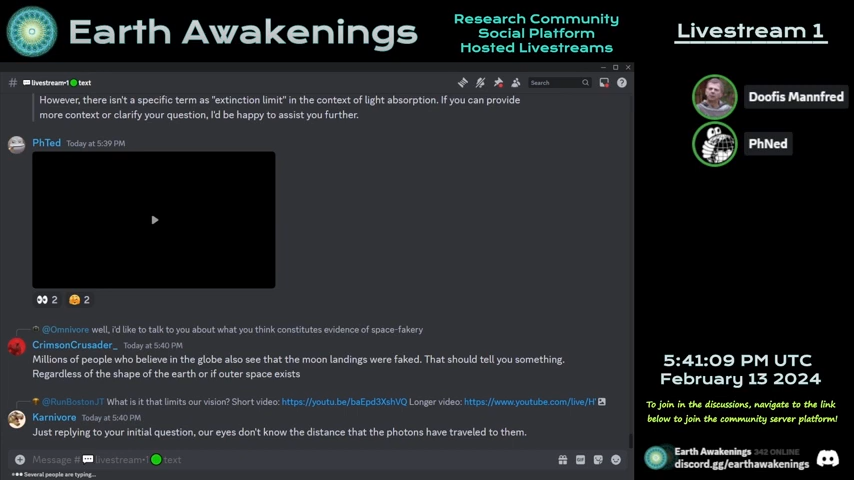 Earth Awakenings
Research Community
Social Platform
Hosted Livestreams
Livestream 1
# livestream•1 text
Search
However, there isn't a specific term as "extinction limit" in the context of light absorption. If you can provide
more context or clarify your question, I'd be happy to assist you further.
PhTed Today at 5:39 PM
2 2
@Omnivore well, i'd like to talk to you about what you think constitutes evidence of space-fakery
CrimsonCrusader_ Today at 5:40 PM
Millions of people who believe in the globe also see that the moon landings were faked. That should tell you something.
Regardless of the shape of the earth or if outer space exists
@RunBostonJT What is it that limits our vision? Short video: https://youtu.be/baEpd3XshVQ Longer video: https://www.youtube.com/live/H
Karnivore Today at 5:40 PM
Just replying to your initial question, our eyes don't know the distance that the photons have traveled to them.
Message # livestream•1 text
GIF
Several people are typing...
Doofis Mannfred
PhNed
5:41:09 PM UTC
February 13 2024
To join in the discussions, navigate to the link
below to join the community server platform!
Earth Awakenings 342 ONLINE
discord.gg/earthawakenings